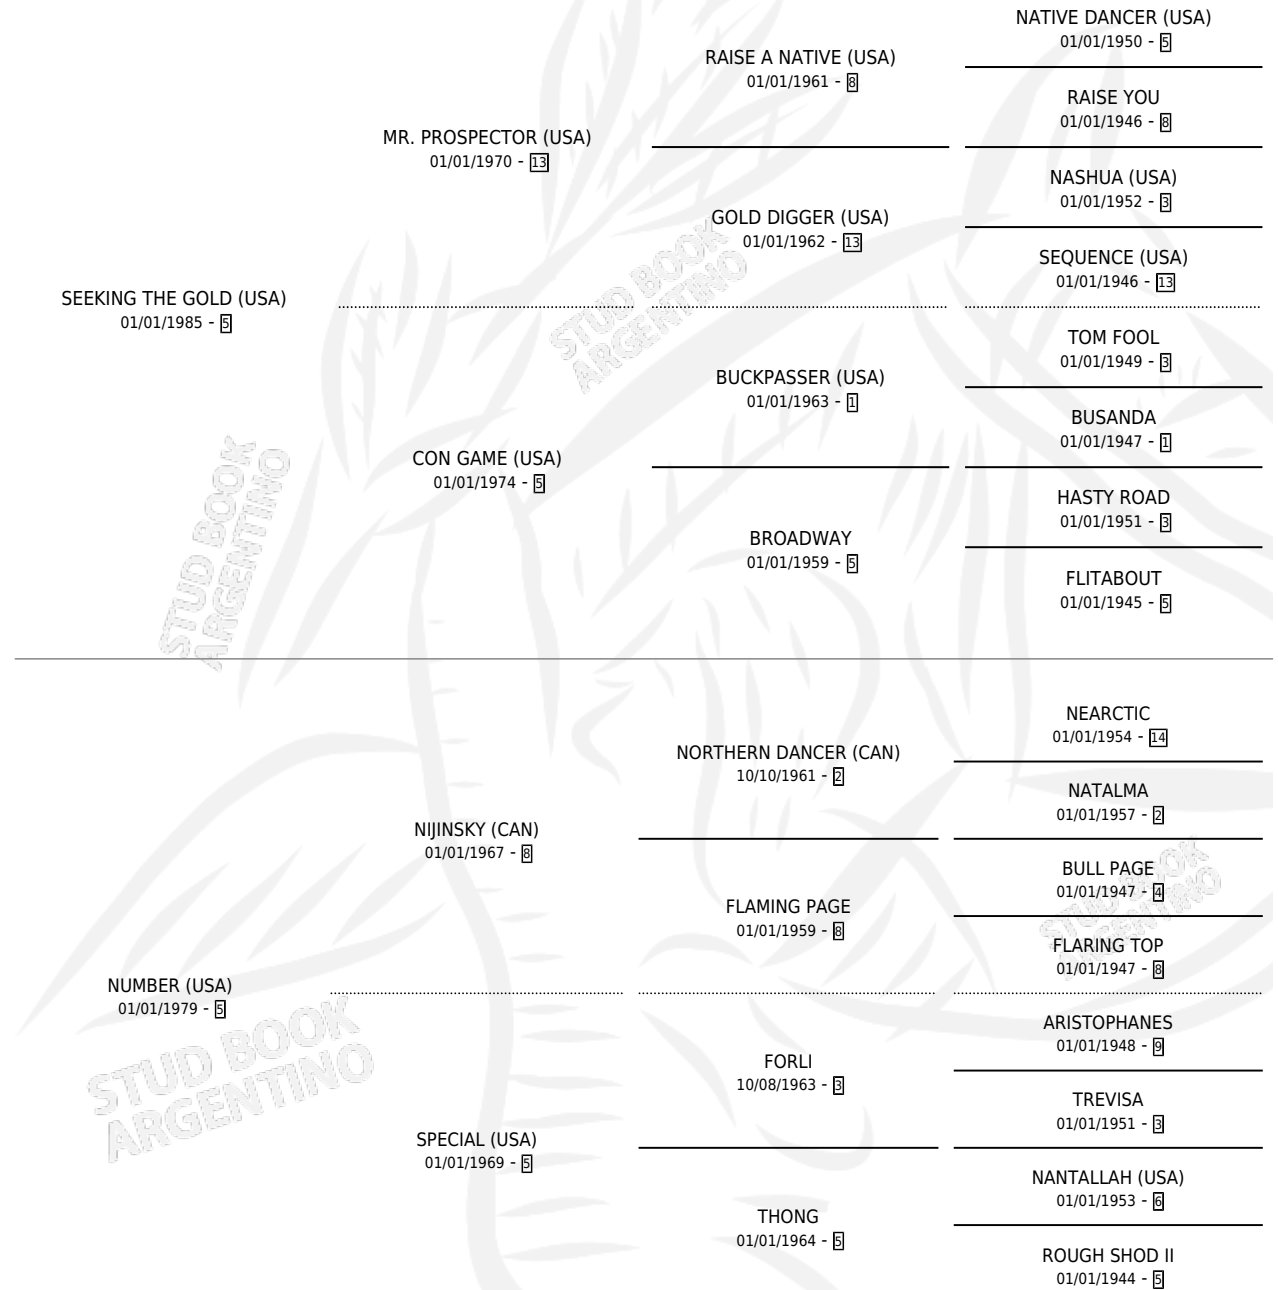 NATIVE DANCER (USA)
01/01/1950 - 5
RAISE A NATIVE (USA)
01/01/1961 - 8
RAISE YOU
01/01/1946 - 8
MR. PROSPECTOR (USA)
01/01/1970 - 13
NASHUA (USA)
01/01/1952 - 3
GOLD DIGGER (USA)
01/01/1962 - 13
SEQUENCE (USA)
01/01/1946 - 13
SEEKING THE GOLD (USA)
01/01/1985 - 5
STUD BOOK
ARGENTINO
TOM FOOL
01/01/1949 - 3
BUCKPASSER (USA)
01/01/1963 - 1
BUSANDA
01/01/1947 - 1
CON GAME (USA)
01/01/1974 - 5
HASTY ROAD
01/01/1951 - 3
BROADWAY
01/01/1959 - 5
FLITABOUT
01/01/1945 - 5
STUD BOOK
ARGENTINO
NEARCTIC
01/01/1954 - 14
NORTHERN DANCER (CAN)
10/10/1961 - 2
NATALMA
01/01/1957 - 2
NIJINSKY (CAN)
01/01/1967 - 8
BULL PAGE
01/01/1947 - 4
FLAMING PAGE
01/01/1959 - 8
STUD BOOK
ARGENTINO
FLARING TOP
01/01/1947 - 8
NUMBER (USA)
01/01/1979 - 5
STUD BOOK
ARGENTINO
ARISTOPHANES
01/01/1948 - 9
FORLI
10/08/1963 - 3
TREVISA
01/01/1951 - 3
SPECIAL (USA)
01/01/1969 - 5
NANTALLAH (USA)
01/01/1953 - 6
THONG
01/01/1964 - 5
ROUGH SHOD II
01/01/1944 - 5